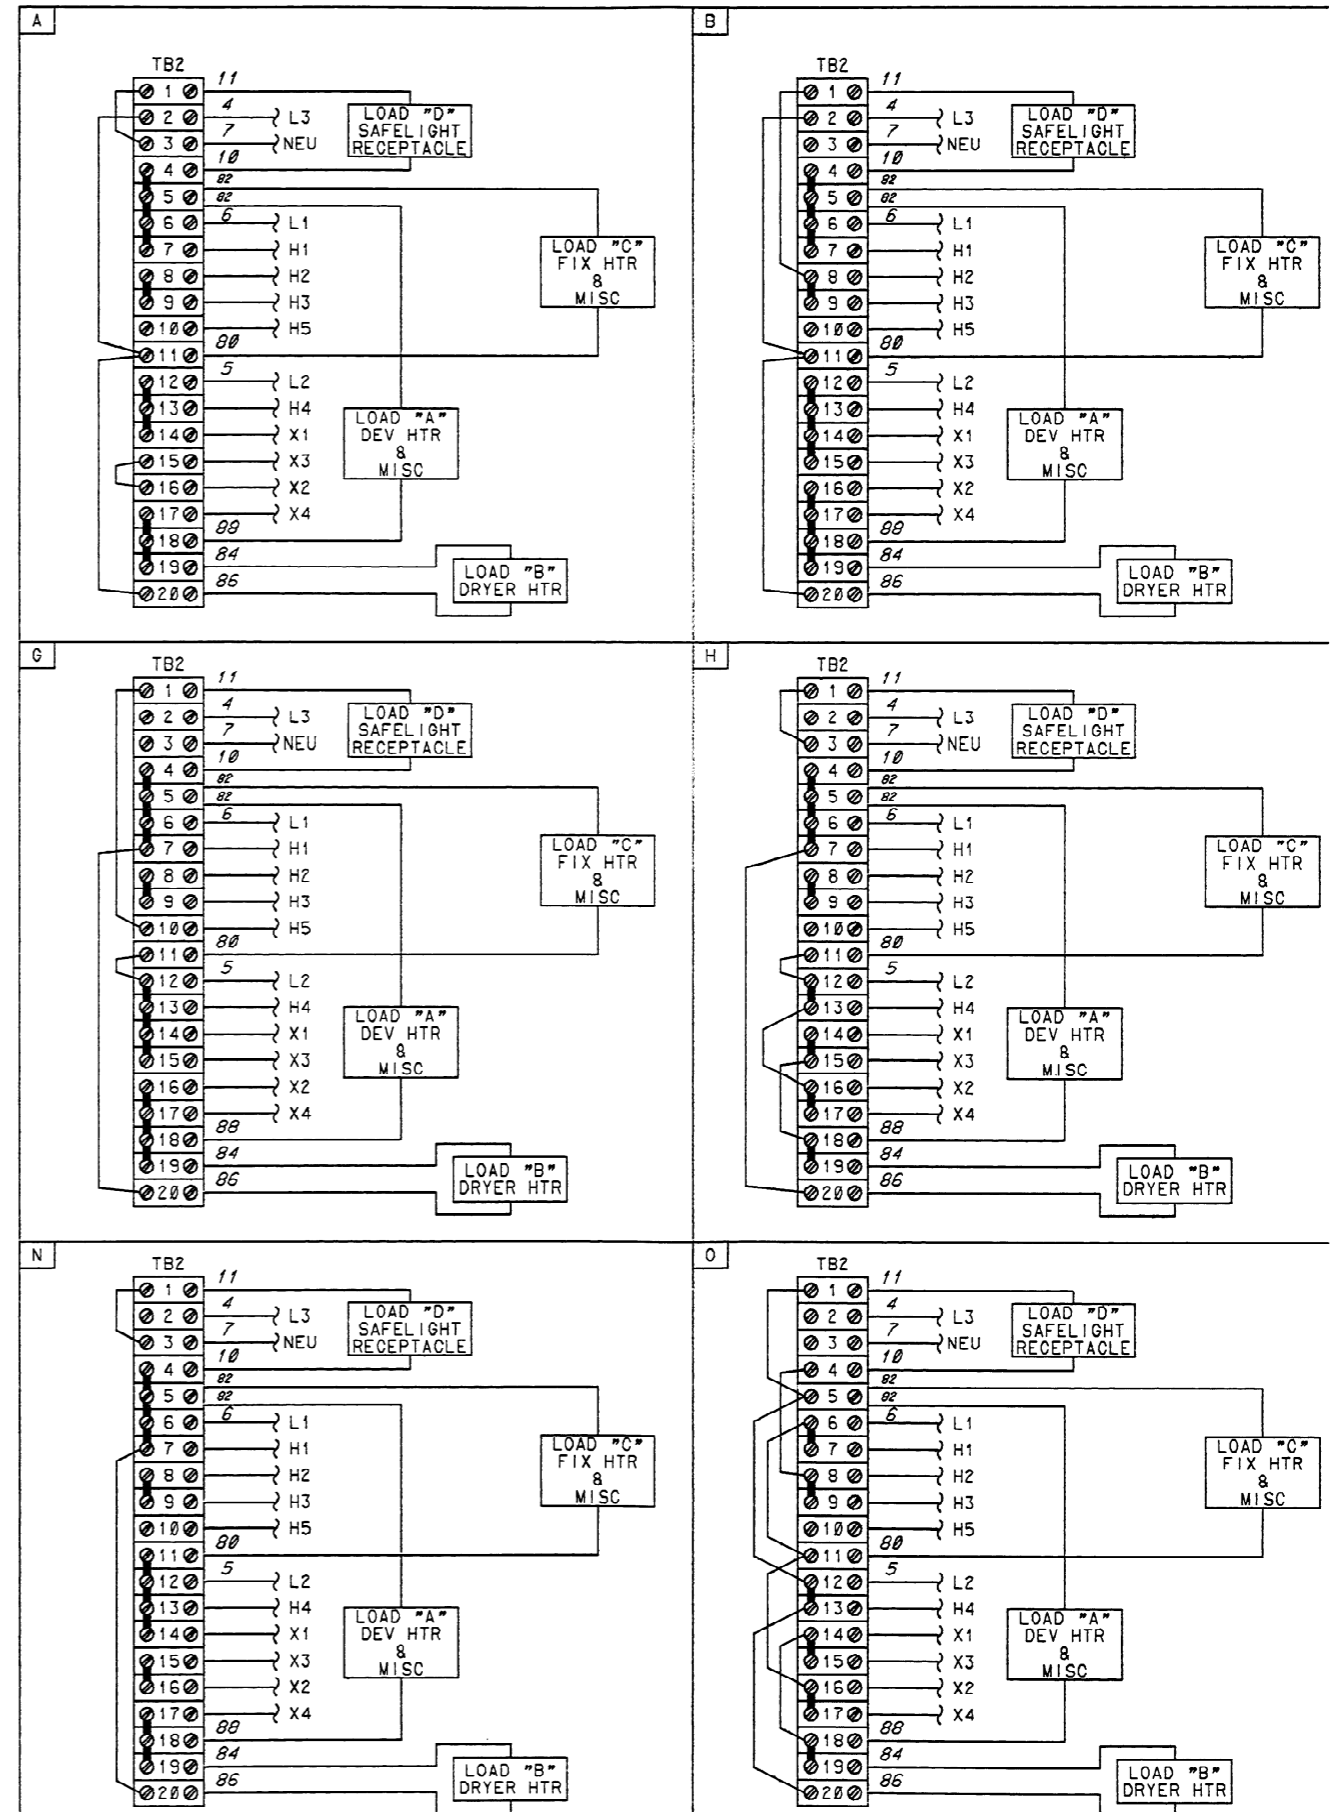 A
TB2
1 11
2 4 L3
3 7 NEU
LOAD "D"
SAFELIGHT
RECEPTACLE
4 10
82
5 82
6 6 L1
7 H1
8 H2
9 H3
10 H5
LOAD "C"
FIX HTR
&
MISC
11 80
12 5 L2
13 H4
14 X1
15 X3
16 X2
17 X4
LOAD "A"
DEV HTR
&
MISC
18 88
19 84
20 86
LOAD "B"
DRYER HTR
B
TB2
1 11
2 4 L3
3 7 NEU
LOAD "D"
SAFELIGHT
RECEPTACLE
4 10
82
5 82
6 6 L1
7 H1
8 H2
9 H3
10 H5
LOAD "C"
FIX HTR
&
MISC
11 80
12 5 L2
13 H4
14 X1
15 X3
16 X2
17 X4
LOAD "A"
DEV HTR
&
MISC
18 88
19 84
20 86
LOAD "B"
DRYER HTR
G
TB2
1 11
2 4 L3
3 7 NEU
LOAD "D"
SAFELIGHT
RECEPTACLE
4 10
82
5 82
6 6 L1
7 H1
8 H2
9 H3
10 H5
LOAD "C"
FIX HTR
&
MISC
11 80
12 5 L2
13 H4
14 X1
15 X3
16 X2
17 X4
LOAD "A"
DEV HTR
&
MISC
18 88
19 84
20 86
LOAD "B"
DRYER HTR
H
TB2
1 11
2 4 L3
3 7 NEU
LOAD "D"
SAFELIGHT
RECEPTACLE
4 10
82
5 82
6 6 L1
7 H1
8 H2
9 H3
10 H5
LOAD "C"
FIX HTR
&
MISC
11 80
12 5 L2
13 H4
14 X1
15 X3
16 X2
17 X4
LOAD "A"
DEV HTR
&
MISC
18 88
19 84
20 86
LOAD "B"
DRYER HTR
N
TB2
1 11
2 4 L3
3 7 NEU
LOAD "D"
SAFELIGHT
RECEPTACLE
4 10
82
5 82
6 6 L1
7 H1
8 H2
9 H3
10 H5
LOAD "C"
FIX HTR
&
MISC
11 80
12 5 L2
13 H4
14 X1
15 X3
16 X2
17 X4
LOAD "A"
DEV HTR
&
MISC
18 88
19 84
20 86
LOAD "B"
DRYER HTR
O
TB2
1 11
2 4 L3
3 7 NEU
LOAD "D"
SAFELIGHT
RECEPTACLE
4 10
82
5 82
6 6 L1
7 H1
8 H2
9 H3
10 H5
LOAD "C"
FIX HTR
&
MISC
11 80
12 5 L2
13 H4
14 X1
15 X3
16 X2
17 X4
LOAD "A"
DEV HTR
&
MISC
18 88
19 84
20 86
LOAD "B"
DRYER HTR